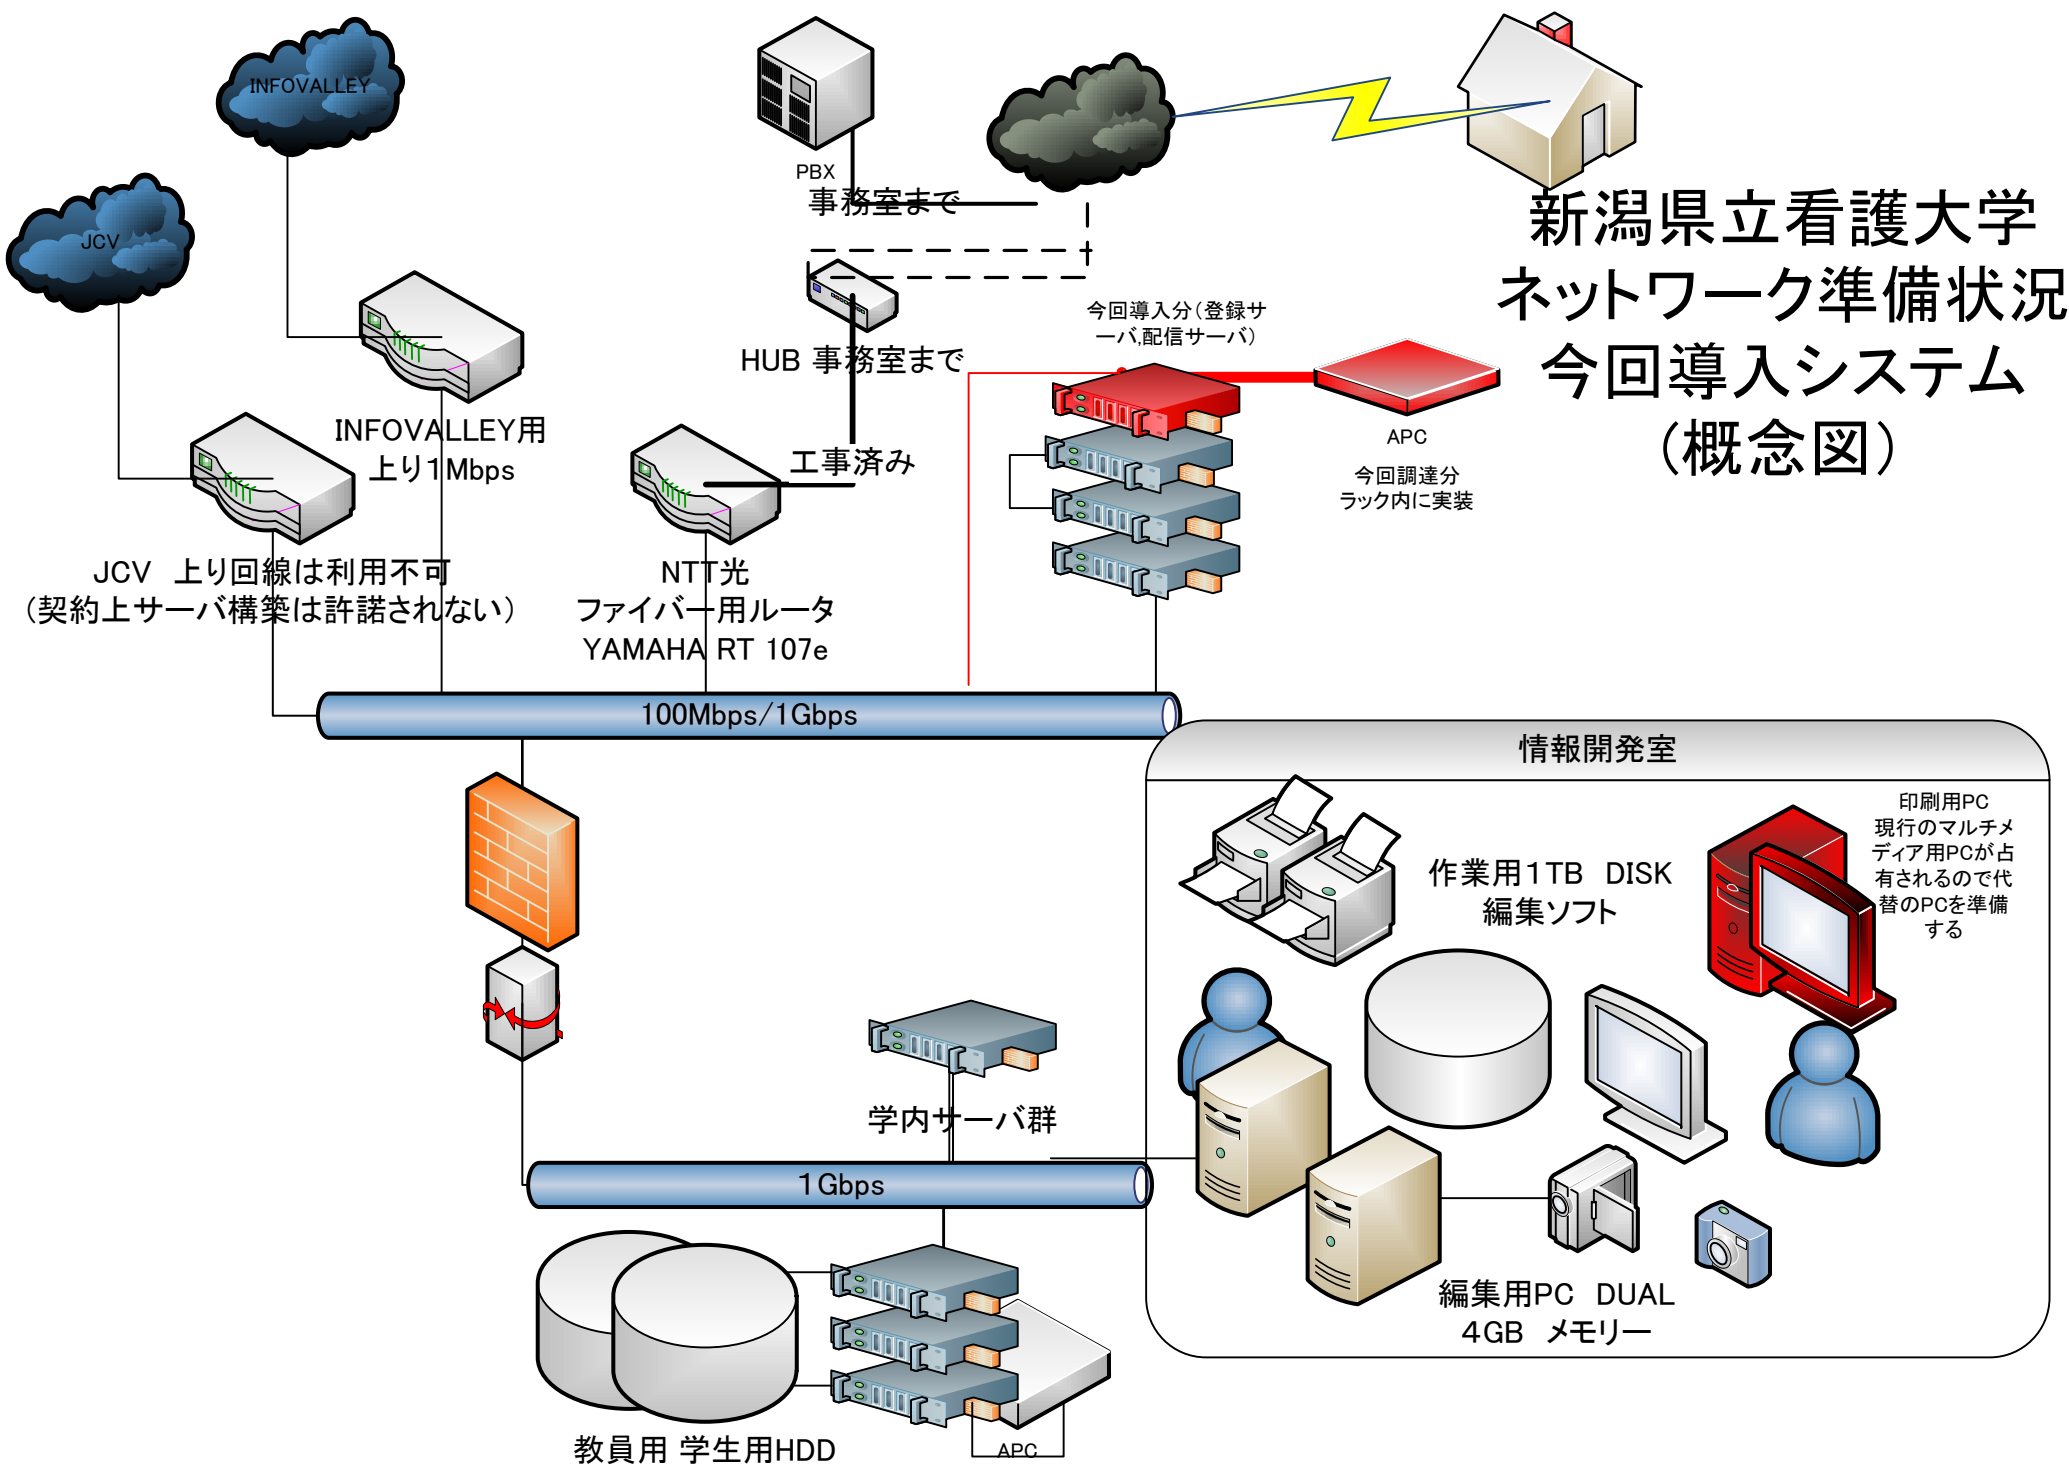 INFOVALLEY
JCV
PBX
事務室まで
新潟県立看護大学
ネットワーク準備状況
今回導入システム
（概念図）
HUB 事務室まで
今回導入分（登録サ
ーバ,配信サーバ）
APC
今回調達分
ラック内に実装
INFOVALLEY用
上り１Mbps
工事済み
JCV　上り回線は利用不可
（契約上サーバ構築は許諾されない）
NTT光
ファイバー用ルータ
YAMAHA RT 107e
100Mbps/1Gbps
情報開発室
印刷用PC
現行のマルチメ
ディア用PCが占
有されるので代
替のPCを準備
する
作業用１TB　DISK
編集ソフト
学内サーバ群
１Gbps
編集用PC　DUAL
４GB　メモリー
教員用 学生用HDD
APC